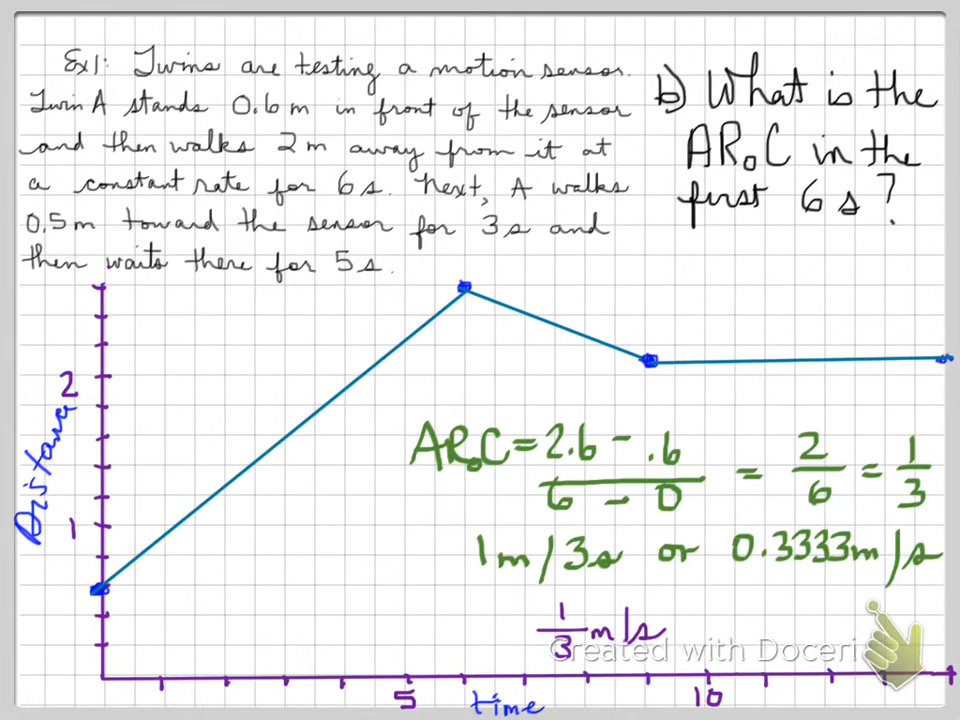 Ex1: Twins are testing a motion sensor.
Twin A stands 0.6 m in front of the sensor
and then walks 2 m away from it at
a constant rate for 6 s. Next, A walks
0.5 m toward the sensor for 3 s and
then waits there for 5 s.
b) What is the
ARoC in the
first 6 s?
2
1
Distance
ARoC = 2.6 - .6 / 6 - 0 = 2/6 = 1/3
1m/3s or 0.3333m/s
1/3 m/s
Created with Doceri
5
time
10